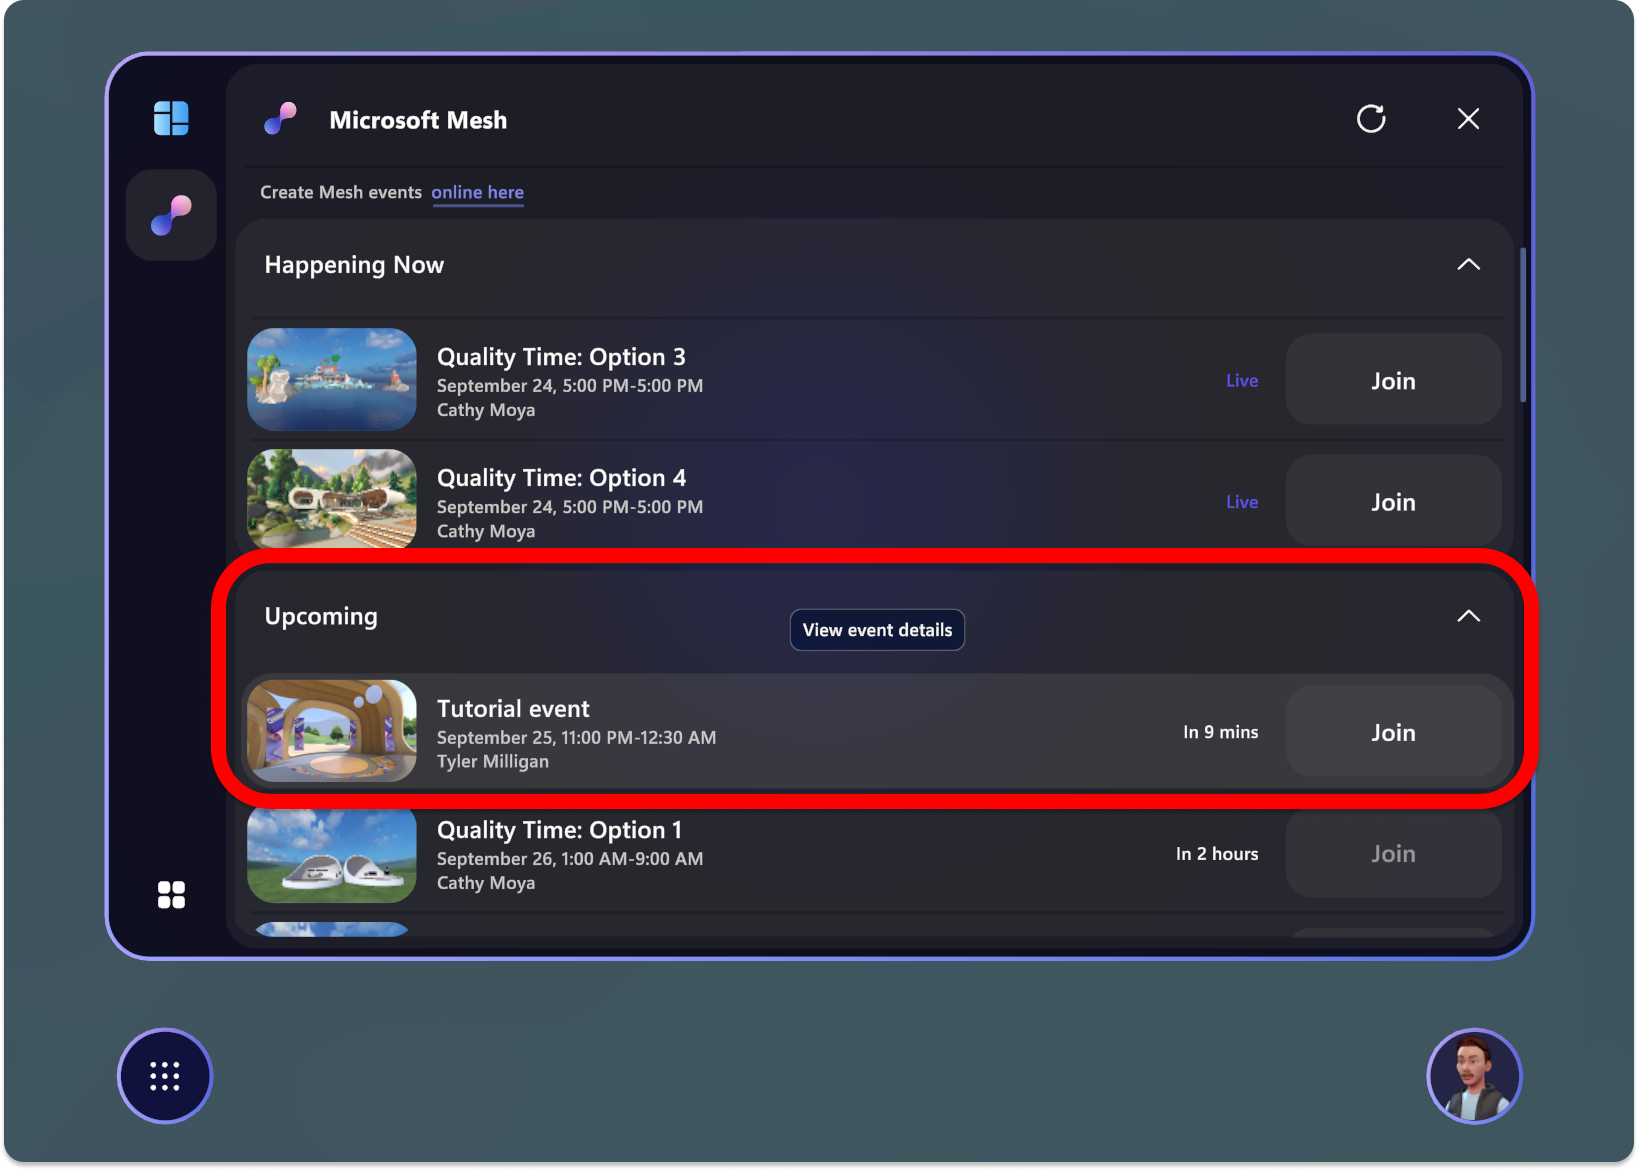 Microsoft Mesh
Create Mesh events online here
Happening Now
Quality Time: Option 3
September 24, 5:00 PM-5:00 PM
Cathy Moya
Live
Join
Quality Time: Option 4
September 24, 5:00 PM-5:00 PM
Cathy Moya
Live
Join
Upcoming
View event details
Tutorial event
September 25, 11:00 PM-12:30 AM
Tyler Milligan
In 9 mins
Join
Quality Time: Option 1
September 26, 1:00 AM-9:00 AM
Cathy Moya
In 2 hours
Join